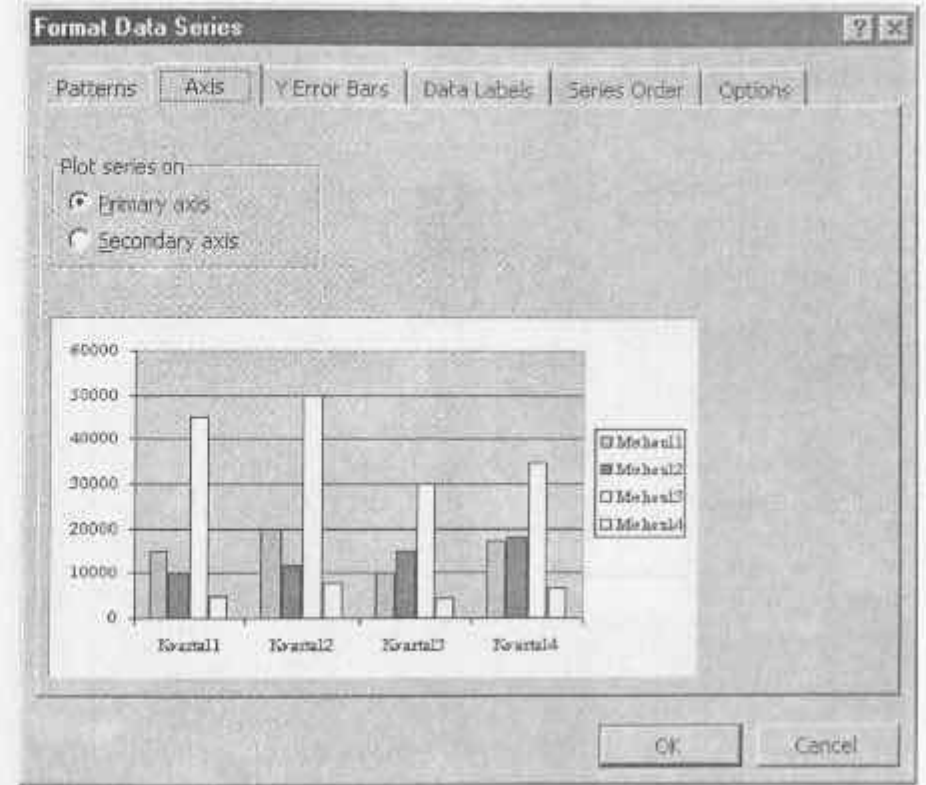 Format Data Series
Patterns Axis Y Error Bars Data Labels Series Order Options
Plot series on
Primary axis
Secondary axis
60000
50000
40000
30000
20000
10000
0
Kvartal1 Kvartal2 Kvartal3 Kvartal4
Mehsul1
Mehsul2
Mehsul3
Mehsul4
OK Cancel